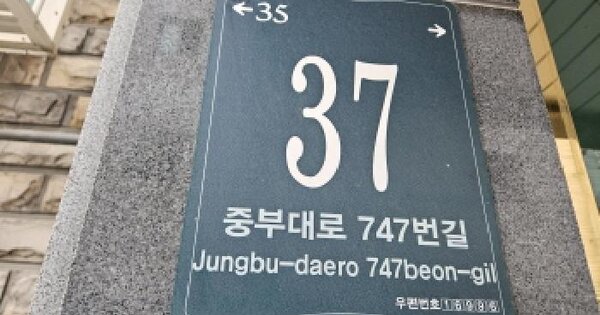 ←35 →
37
중부대로 747번길
Jungbu-daero 747beon-gil
우편번호 16996